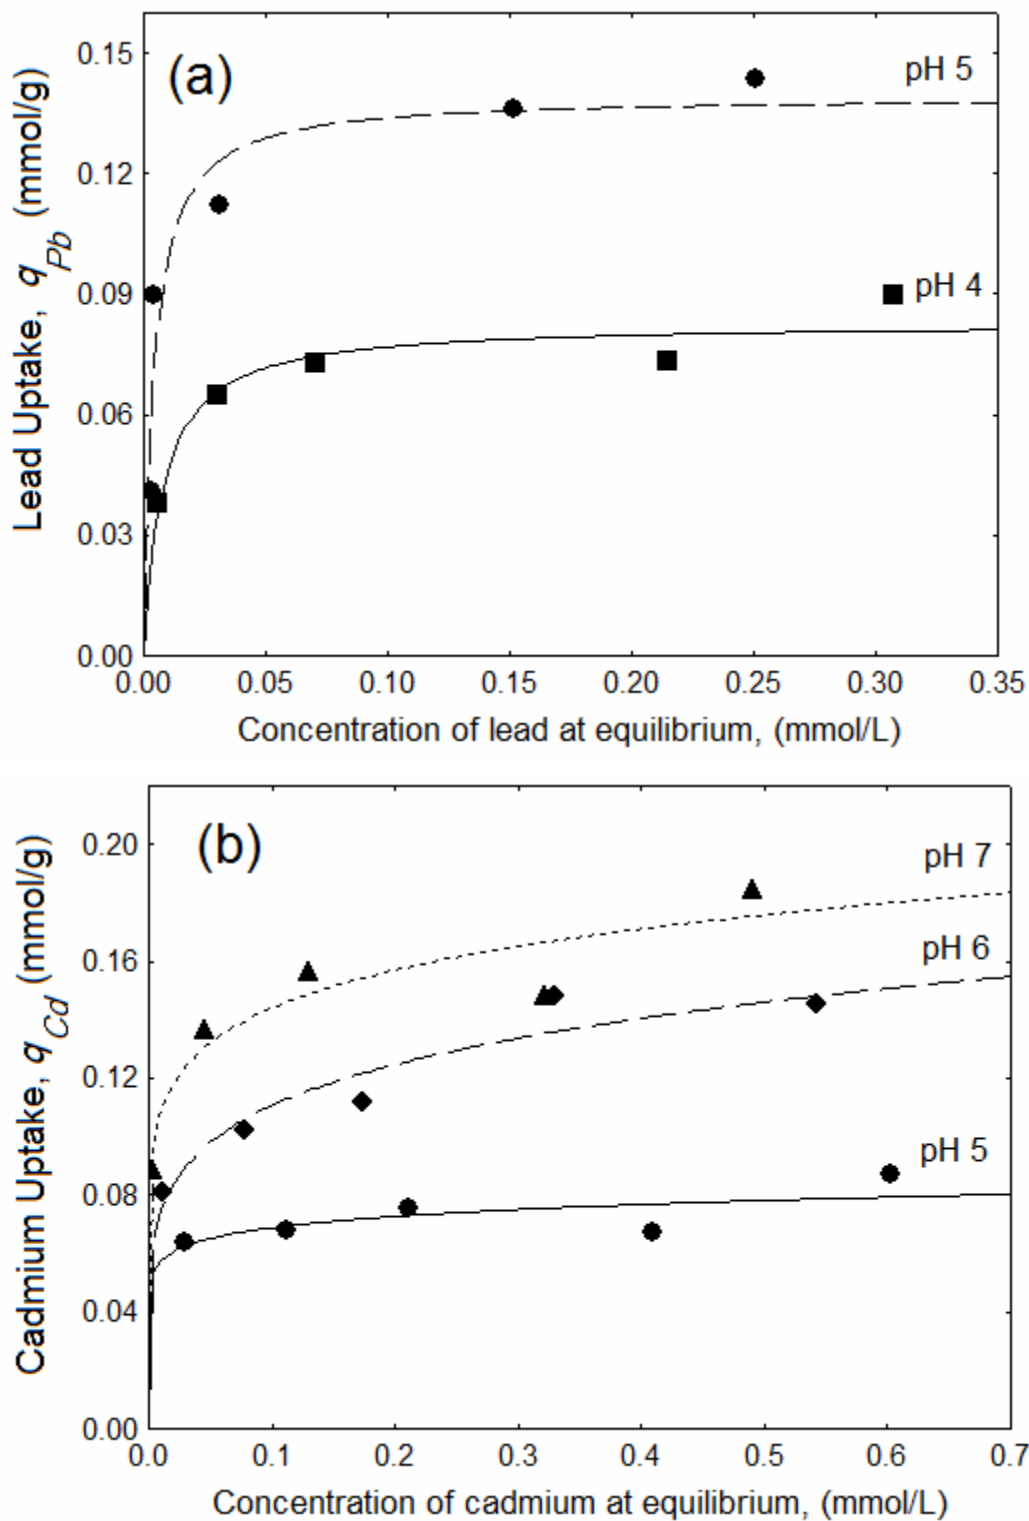 (a)
pH 5
pH 4
Lead Uptake, q Pb (mmol/g)
0.15
0.12
0.09
0.06
0.03
0.00
0.00 0.05 0.10 0.15 0.20 0.25 0.30 0.35
Concentration of lead at equilibrium, (mmol/L)
(b)
pH 7
pH 6
pH 5
Cadmium Uptake, q Cd (mmol/g)
0.20
0.16
0.12
0.08
0.04
0.00
0.0 0.1 0.2 0.3 0.4 0.5 0.6 0.7
Concentration of cadmium at equilibrium, (mmol/L)